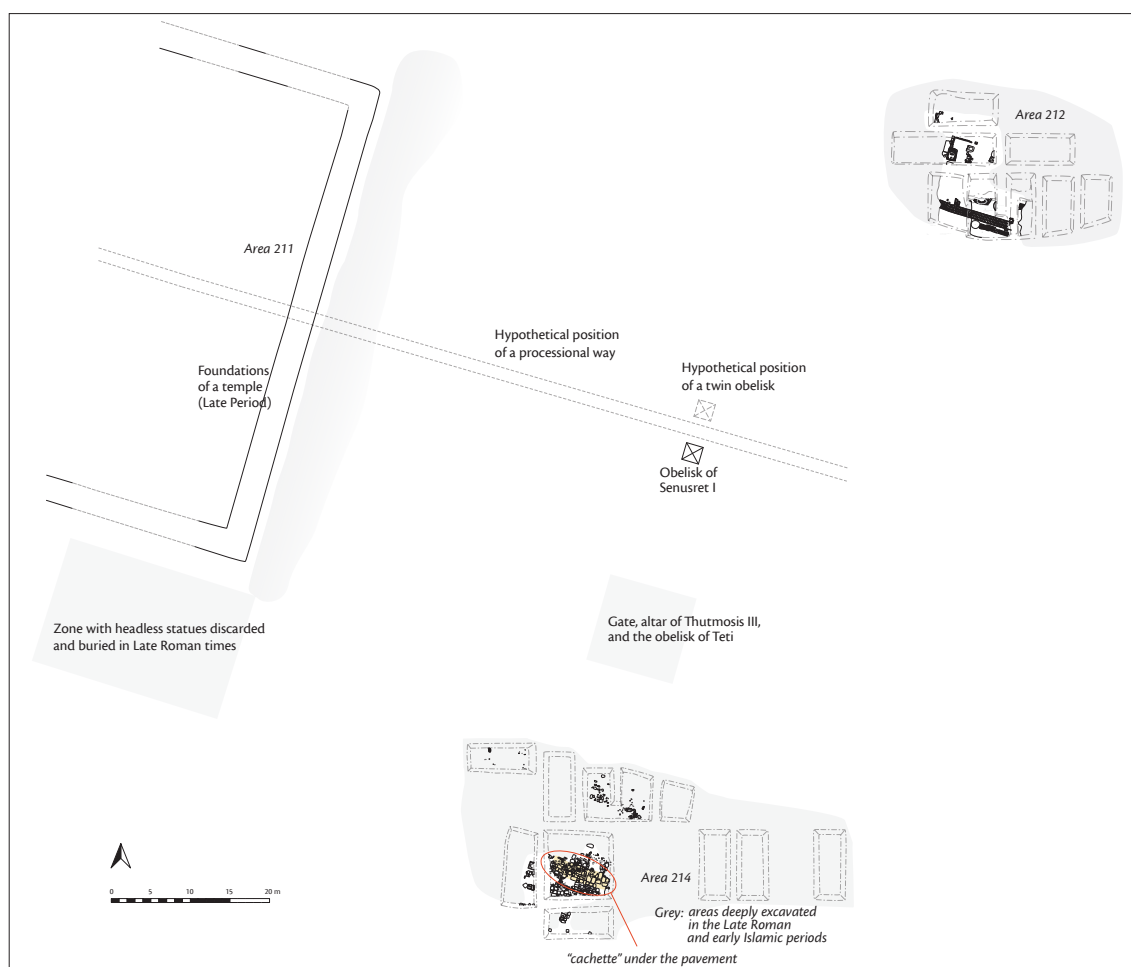 Area 212
Area 211
Hypothetical position
of a processional way
Hypothetical position
of a twin obelisk
Foundations
of a temple
(Late Period)
Obelisk of
Senusret I
Zone with headless statues discarded
and buried in Late Roman times
Gate, altar of Thutmosis III,
and the obelisk of Teti
Area 214
Grey: areas deeply excavated
in the Late Roman
and early Islamic periods
"cachette" under the pavement
0 5 10 15 20 m